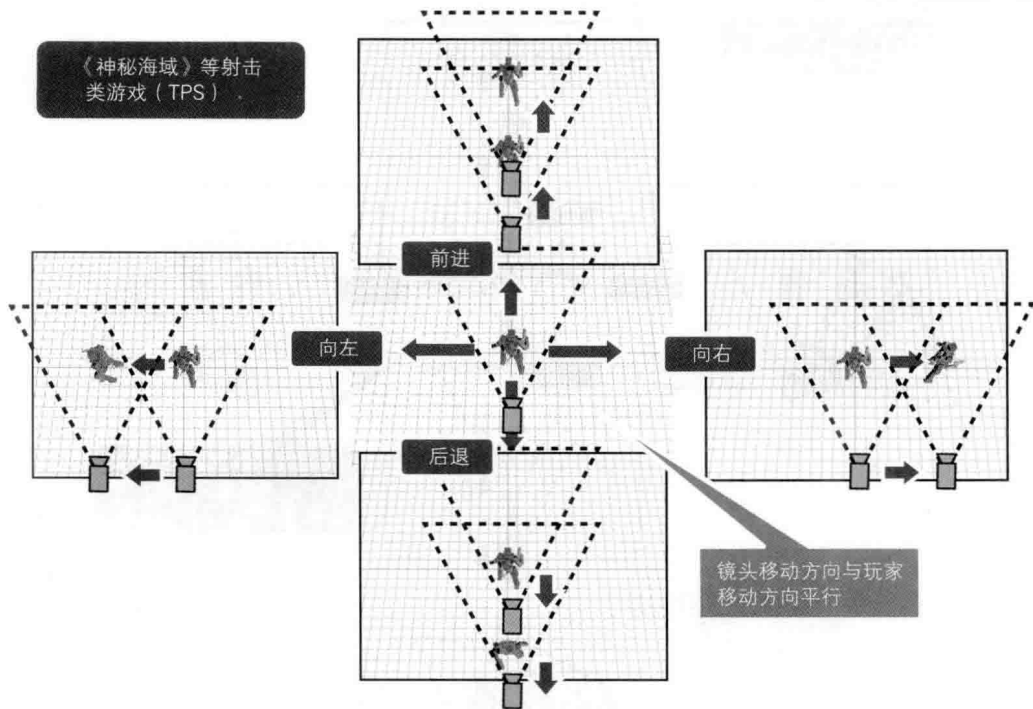 《神秘海域》等射击
类游戏（TPS）.
前进
向左
向右
后退
镜头移动方向与玩家
移动方向平行